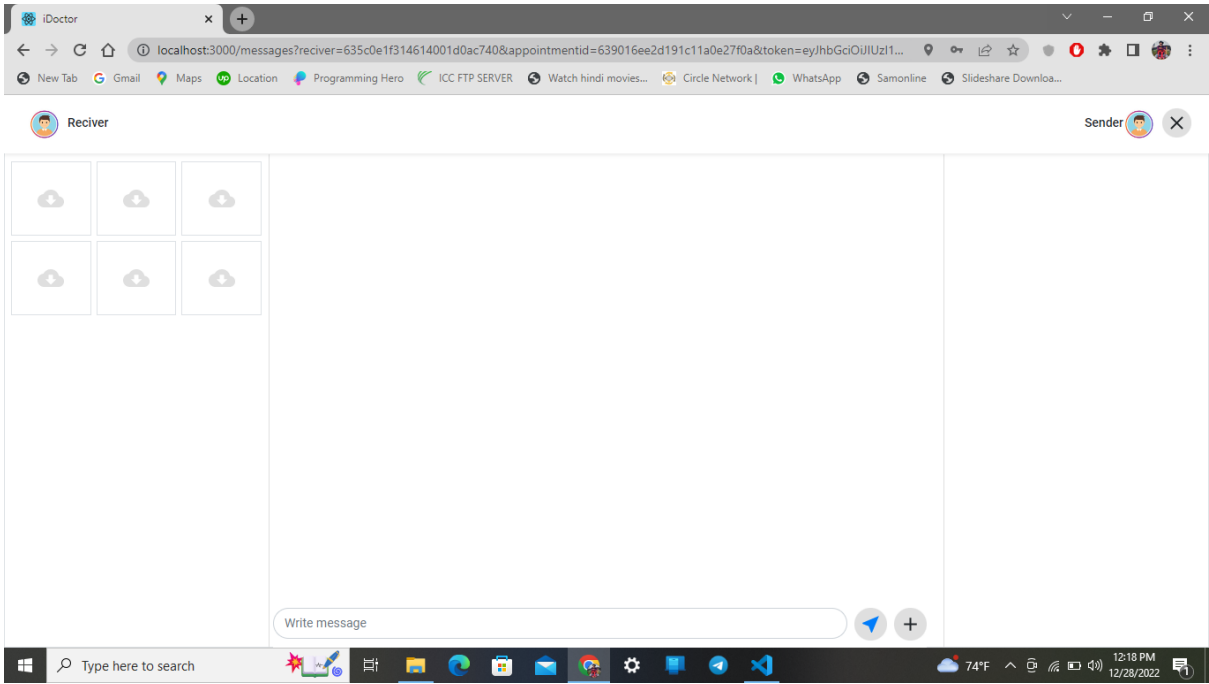 iDoctor
localhost:3000/messages?reciver=635c0e1f314614001d0ac740&appointmentid=639016ee2d191c11a0e27f0a&token=eyJhbGciOiJIUzI1...
New Tab Gmail Maps Location Programming Hero ICC FTP SERVER Watch hindi movies... Circle Network | WhatsApp Samonline Slideshare Downloa...
Reciver Sender
Write message
Type here to search 74°F 12:18 PM
12/28/2022